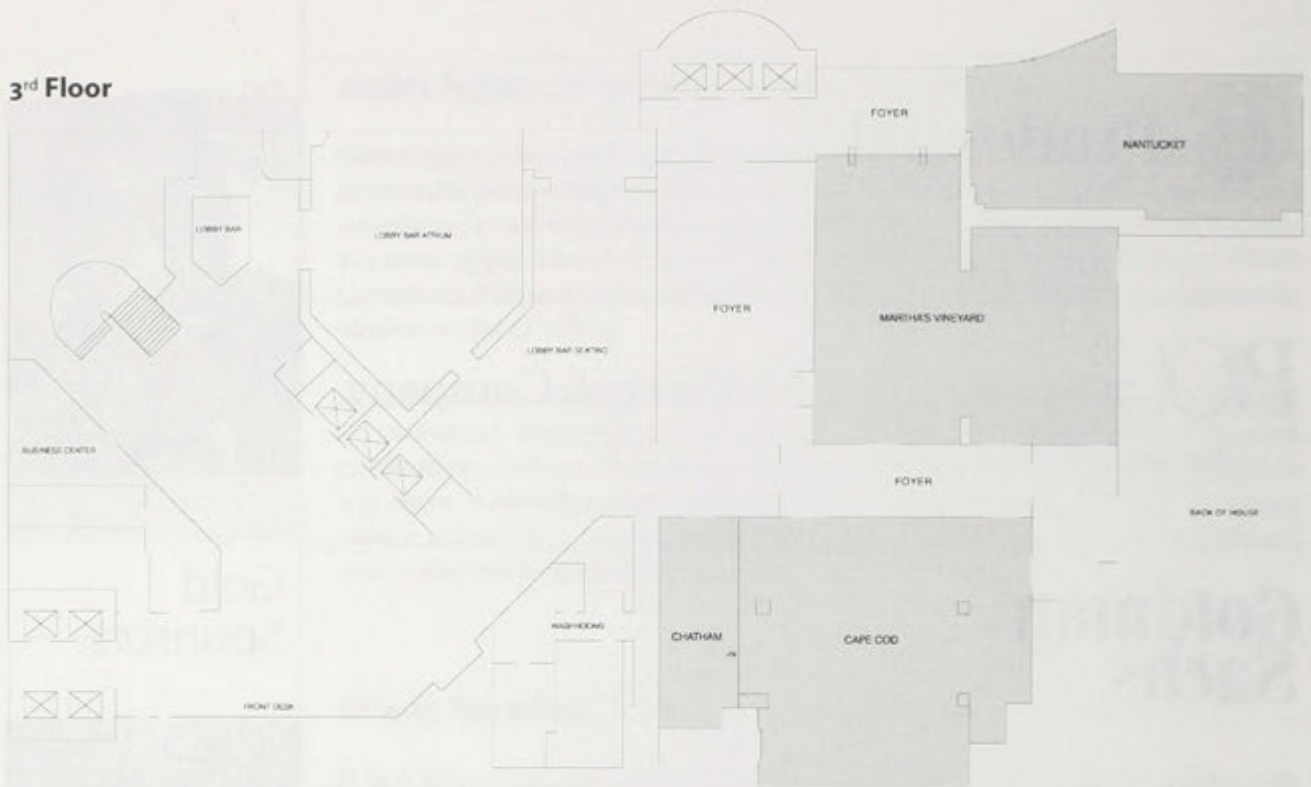 3rd Floor
FOYER
NANTUCKET
LOBBY BAR
LOBBY BAR ATRIUM
FOYER
MARTHA'S VINEYARD
LOBBY BAR SEATING
BUSINESS CENTER
FOYER
BACK OF HOUSE
WASHROOMS
CHATHAM
CAPE COD
FRONT DESK